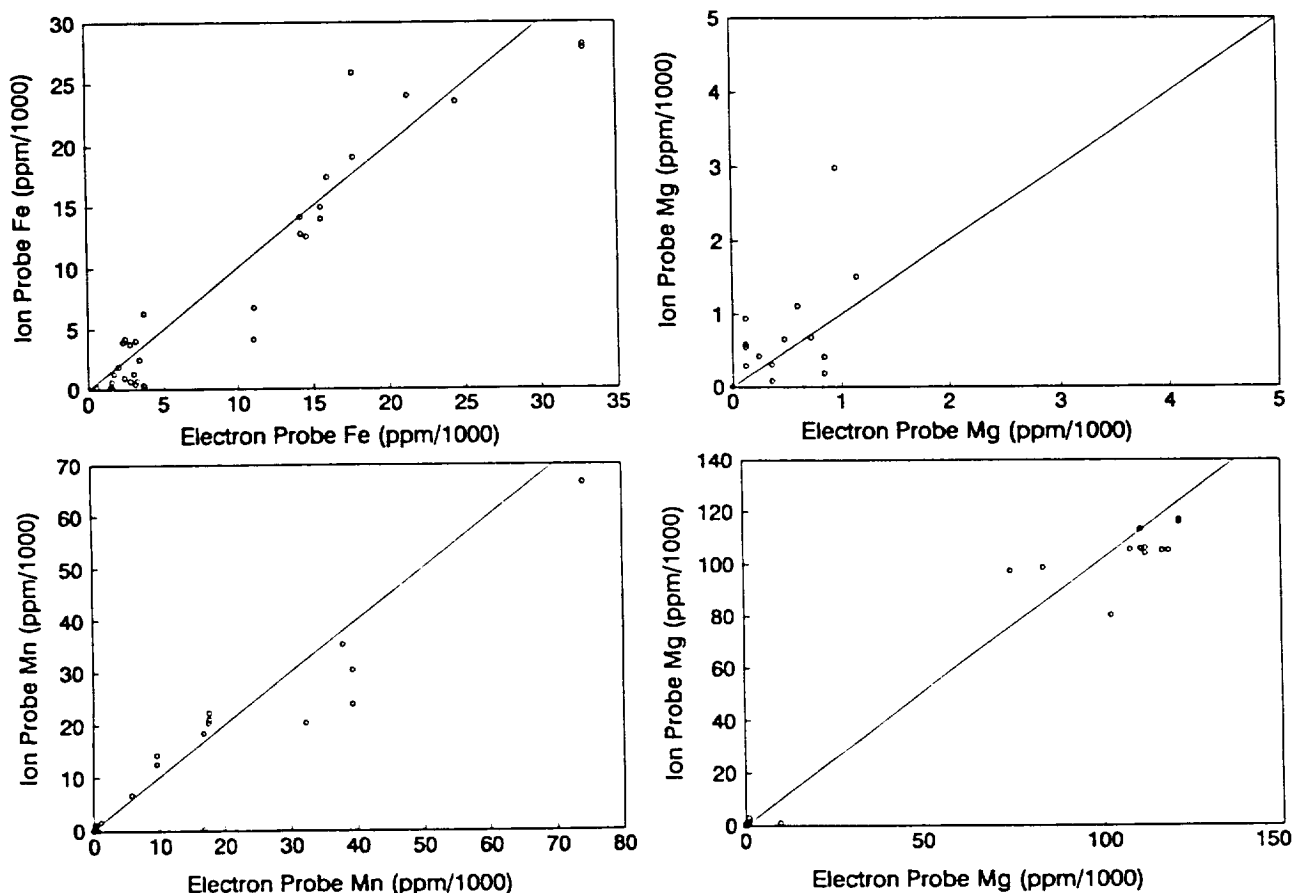 30
25
20
15
10
5
0
Ion Probe Fe (ppm/1000)
0 5 10 15 20 25 30 35
Electron Probe Fe (ppm/1000)
5
4
3
2
1
0
Ion Probe Mg (ppm/1000)
0 1 2 3 4 5
Electron Probe Mg (ppm/1000)
70
60
50
40
30
20
10
0
Ion Probe Mn (ppm/1000)
0 10 20 30 40 50 60 70 80
Electron Probe Mn (ppm/1000)
140
120
100
80
60
40
20
0
Ion Probe Mg (ppm/1000)
0 50 100 150
Electron Probe Mg (ppm/1000)